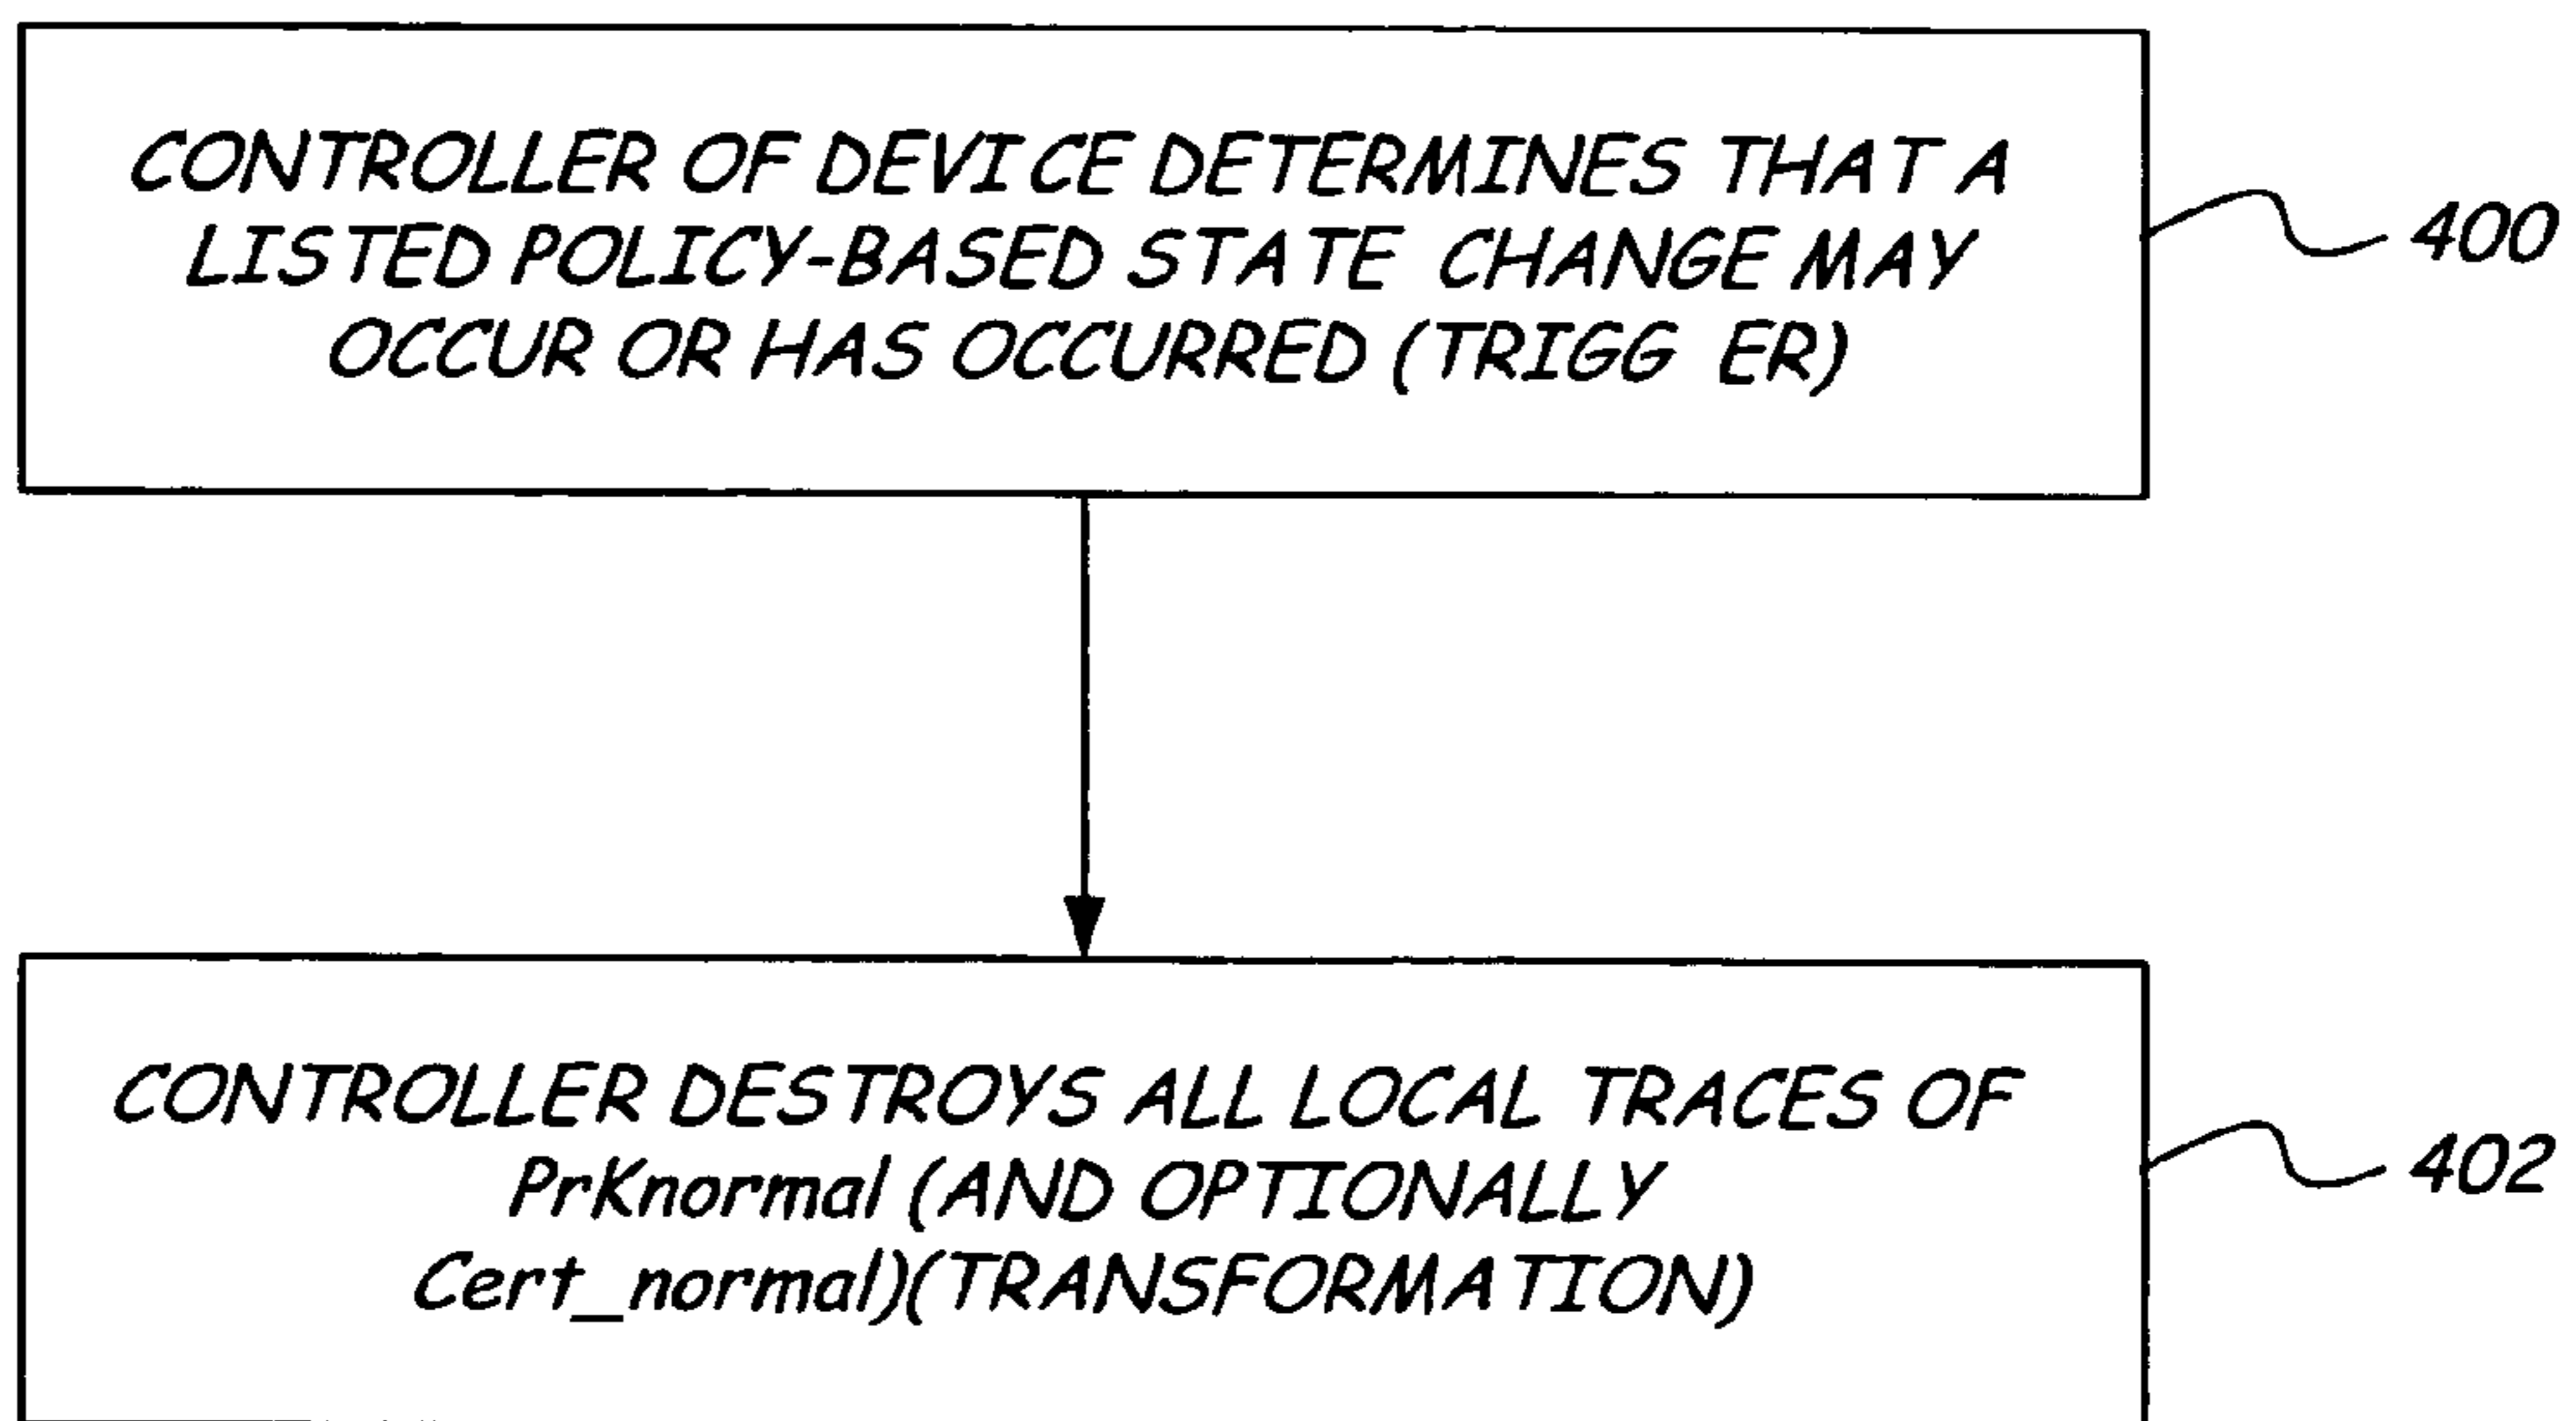 CONTROLLER OF DEVICE DETERMINES THAT A
LISTED POLICY-BASED STATE CHANGE MAY
OCCUR OR HAS OCCURRED (TRIGG ER)
400
CONTROLLER DESTROYS ALL LOCAL TRACES OF
PrKnormal (AND OPTIONALLY
Cert_normal)(TRANSFORMATION)
402